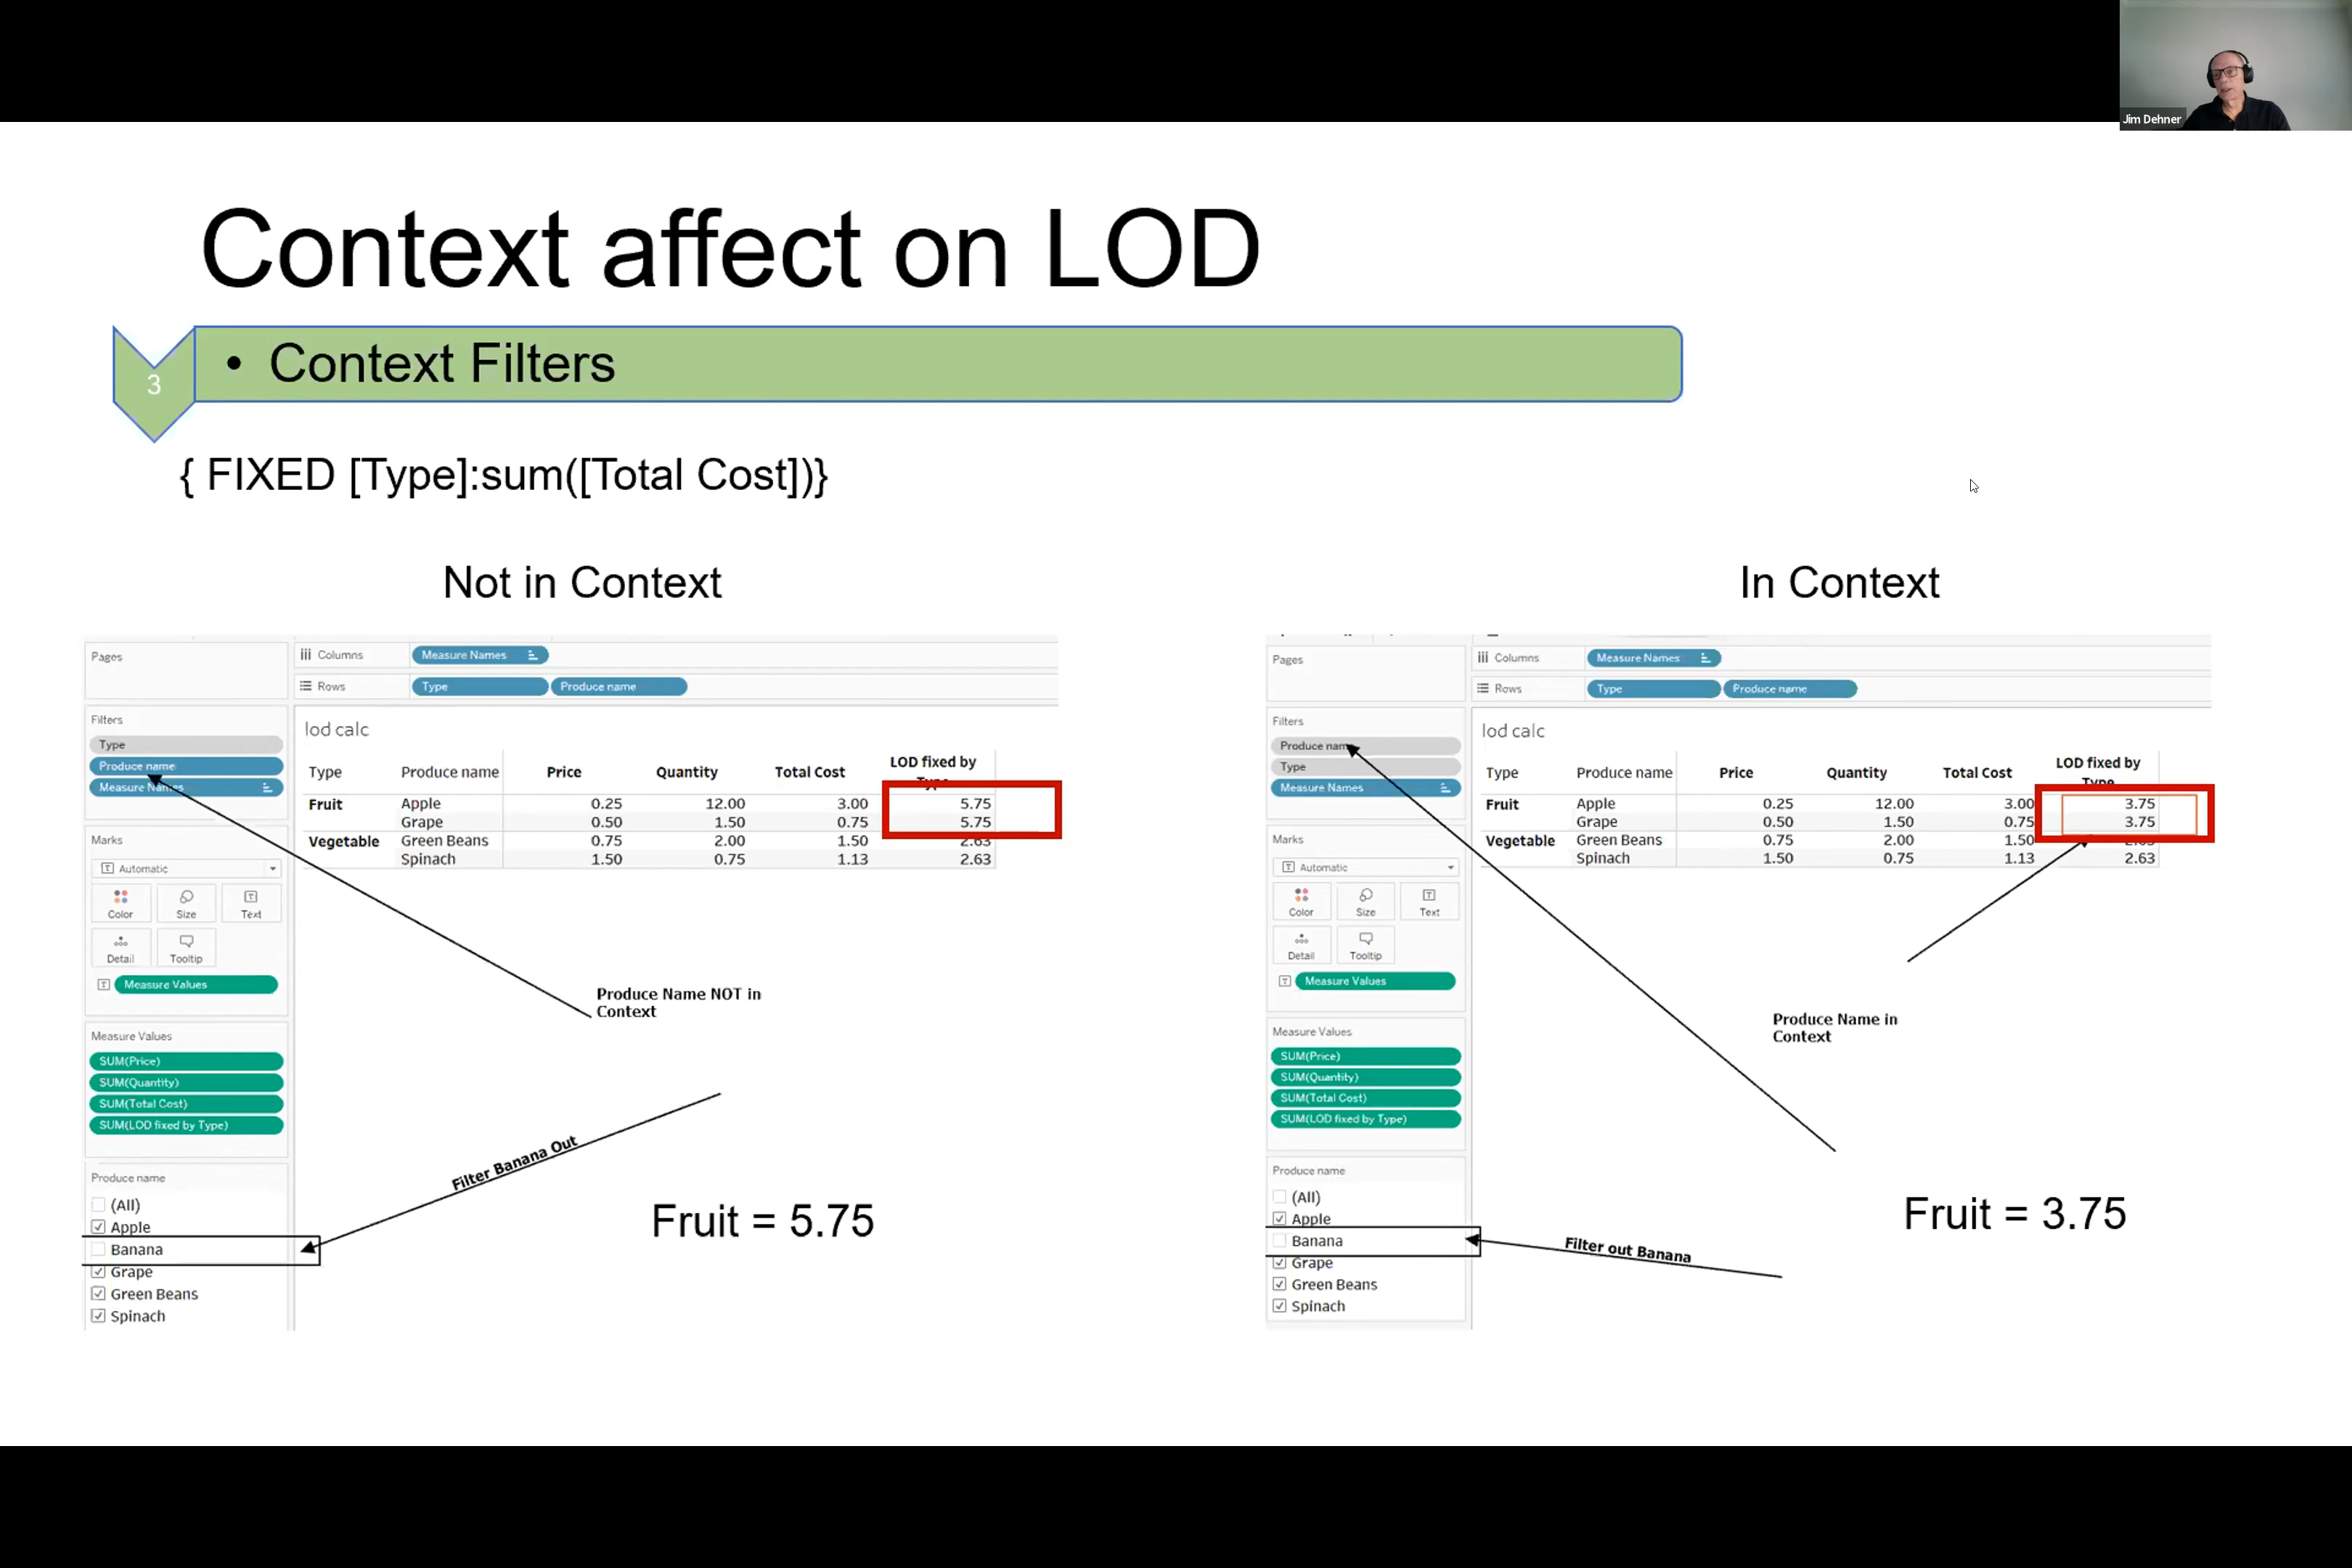 Jim Dehner
Context affect on LOD
3
• Context Filters
{ FIXED [Type]:sum([Total Cost])}
Not in Context
Pages
Columns
Measure Names
Rows
Type Produce name
Filters
Type
Produce name
Measure Names
lod calc
Type Produce name Price Quantity Total Cost LOD fixed by
Type
Fruit Apple 0.25 12.00 3.00 5.75
Grape 0.50 1.50 0.75 5.75
Vegetable Green Beans 0.75 2.00 1.50 2.63
Spinach 1.50 0.75 1.13 2.63
Marks
Automatic
Color Size Text
Detail Tooltip
Measure Values
Measure Values
SUM(Price)
SUM(Quantity)
SUM(Total Cost)
SUM(LOD fixed by Type)
Produce name
(All)
Apple
Banana
Grape
Green Beans
Spinach
Produce Name NOT in
Context
Filter Banana Out
Fruit = 5.75
In Context
Pages
Columns
Measure Names
Rows
Type Produce name
Filters
Produce name
Type
Measure Names
lod calc
Type Produce name Price Quantity Total Cost LOD fixed by
Type
Fruit Apple 0.25 12.00 3.00 3.75
Grape 0.50 1.50 0.75 3.75
Vegetable Green Beans 0.75 2.00 1.50 2.63
Spinach 1.50 0.75 1.13 2.63
Marks
Automatic
Color Size Text
Detail Tooltip
Measure Values
Measure Values
SUM(Price)
SUM(Quantity)
SUM(Total Cost)
SUM(LOD fixed by Type)
Produce name
(All)
Apple
Banana
Grape
Green Beans
Spinach
Produce Name in
Context
Filter out Banana
Fruit = 3.75